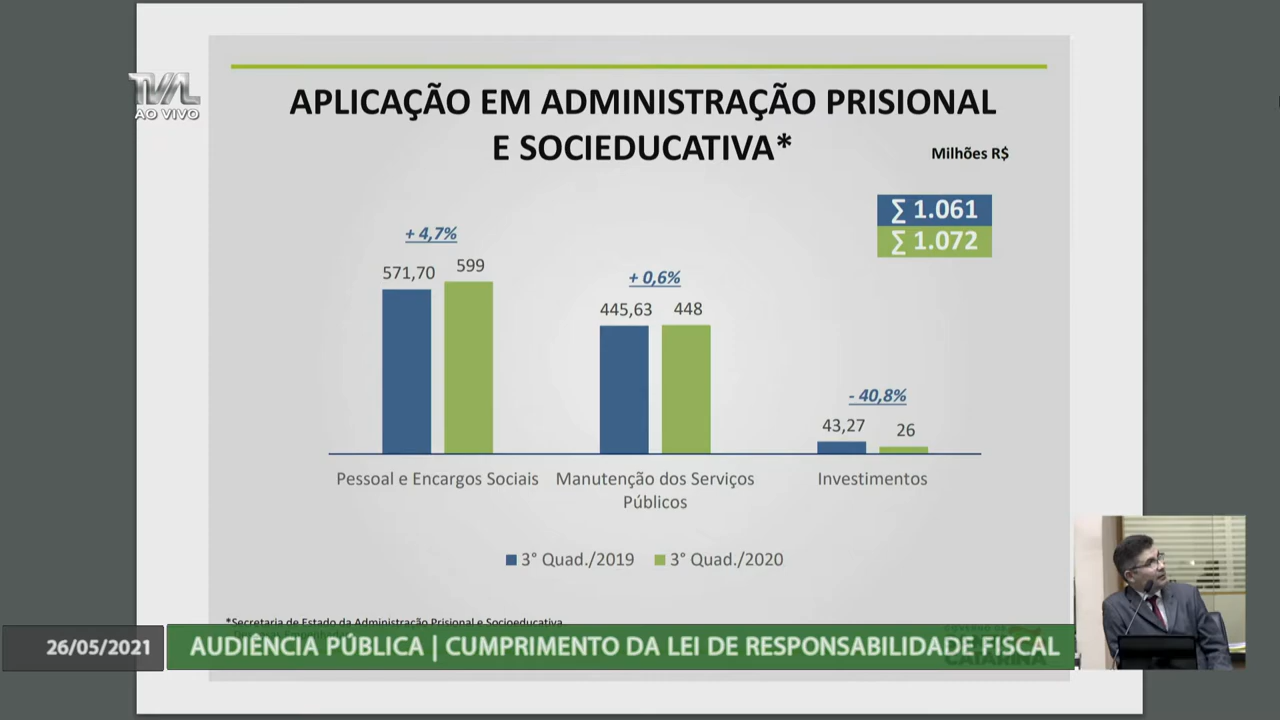 TVAL
AO VIVO
APLICAÇÃO EM ADMINISTRAÇÃO PRISIONAL
E SOCIEDUCATIVA*
Milhões R$
∑ 1.061
∑ 1.072
+ 4,7%
571,70
599
+ 0,6%
445,63
448
- 40,8%
43,27
26
Pessoal e Encargos Sociais
Manutenção dos Serviços
Públicos
Investimentos
3° Quad./2019
3° Quad./2020
*Secretaria de Estado da Administração Prisional e Socioeducativa
26/05/2021
AUDIÊNCIA PÚBLICA | CUMPRIMENTO DA LEI DE RESPONSABILIDADE FISCAL